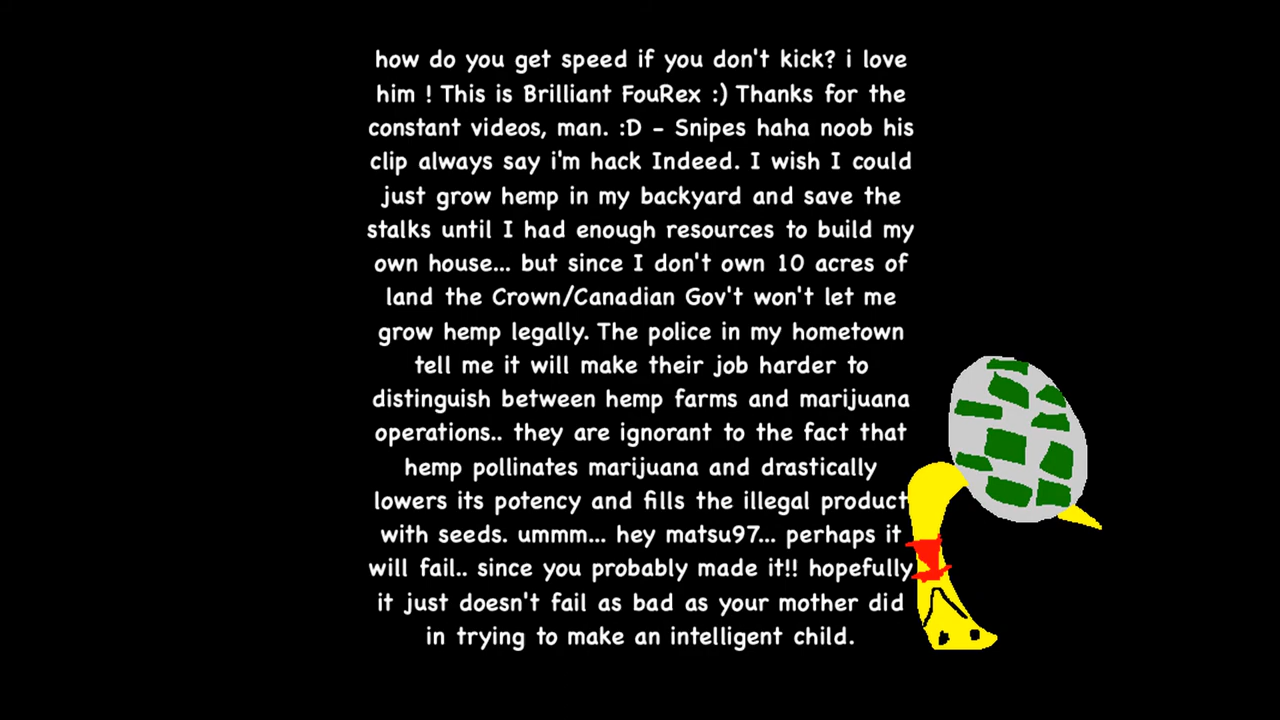 how do you get speed if you don't kick? i love
him ! This is Brilliant FouRex :) Thanks for the
constant videos, man. :D - Snipes haha noob his
clip always say i'm hack Indeed. I wish I could
just grow hemp in my backyard and save the
stalks until I had enough resources to build my
own house... but since I don't own 10 acres of
land the Crown/Canadian Gov't won't let me
grow hemp legally. The police in my hometown
tell me it will make their job harder to
distinguish between hemp farms and marijuana
operations.. they are ignorant to the fact that
hemp pollinates marijuana and drastically
lowers its potency and fills the illegal product
with seeds. ummm... hey matsu97... perhaps it
will fail.. since you probably made it!! hopefully
it just doesn't fail as bad as your mother did
in trying to make an intelligent child.